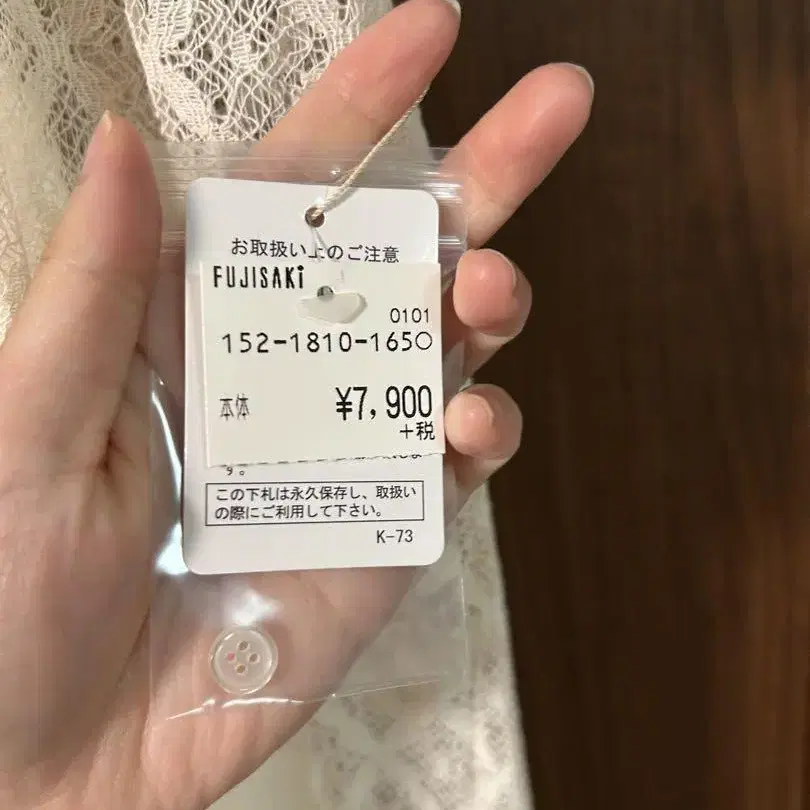 お取扱い上のご注意
FUJISAKi
0101
152-1810-165○
本体
¥7,900
+税
す。
この下札は永久保存し、取扱い
の際にご利用して下さい。
K-73